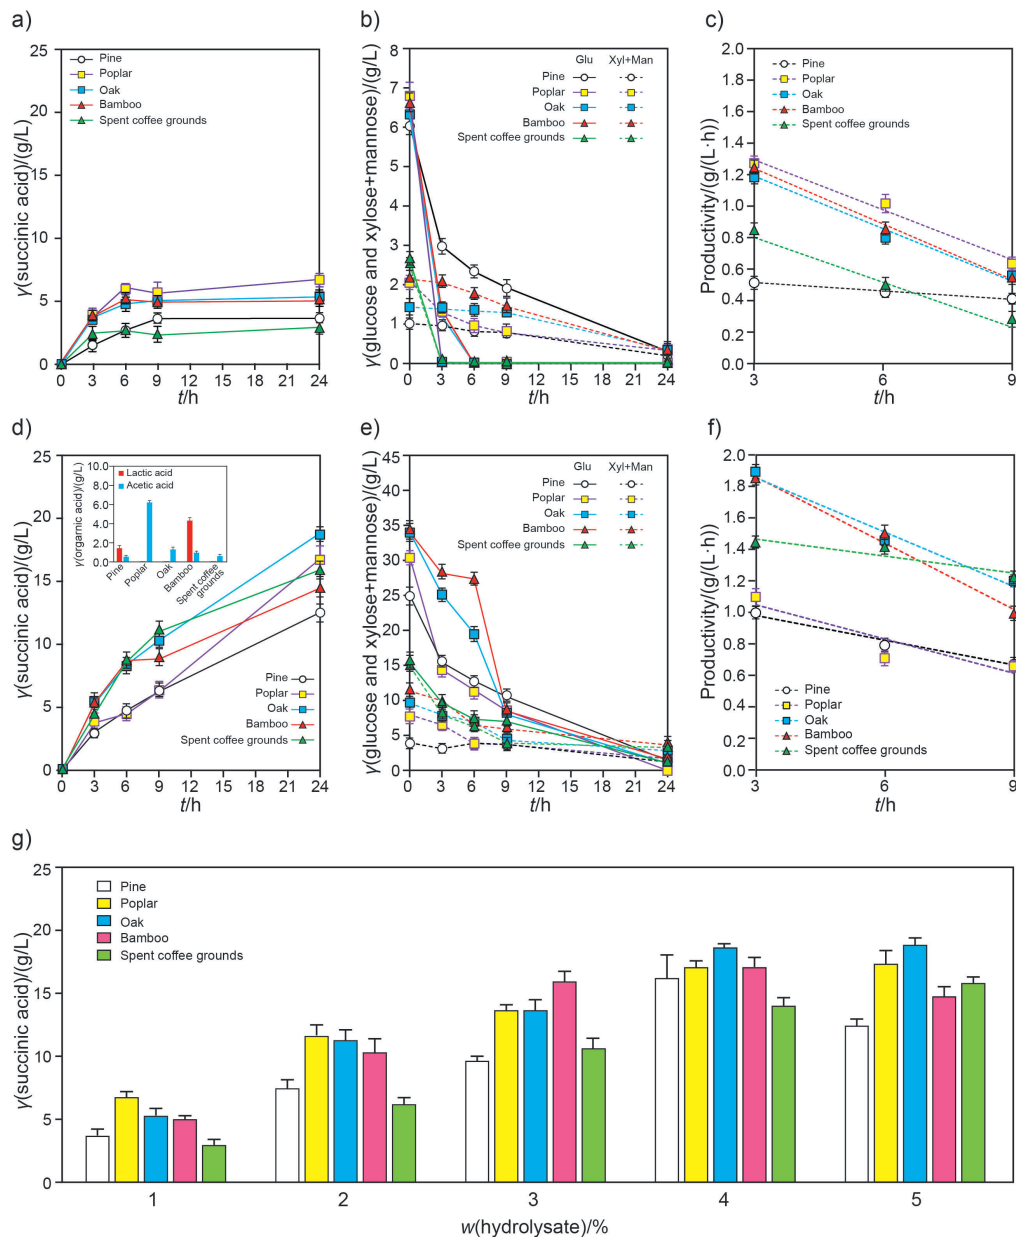 a)
γ(succinic acid)/(g/L)
25
20
15
10
5
0
Pine
Poplar
Oak
Bamboo
Spent coffee grounds
0 3 6 9 12 15 18 21 24
t/h
b)
γ(glucose and xylose+mannose)/(g/L)
8
7
6
5
4
3
2
1
0
Glu Xyl+Man
Pine
Poplar
Oak
Bamboo
Spent coffee grounds
0 3 6 9 12 15 18 21 24
t/h
c)
Productivity/(g/(L·h))
2.0
1.8
1.6
1.4
1.2
1.0
0.8
0.6
0.4
0.2
0.0
Pine
Poplar
Oak
Bamboo
Spent coffee grounds
3 6 9
t/h
d)
γ(succinic acid)/(g/L)
25
20
15
10
5
0
γ(orgarnic acid)/(g/L)
10.0
8.0
6.0
4.0
2.0
0.0
Lactic acid
Acetic acid
Pine
Poplar
Oak
Bamboo
Spent coffee
grounds
Pine
Poplar
Oak
Bamboo
Spent coffee grounds
0 3 6 9 12 15 18 21 24
t/h
e)
γ(glucose and xylose+mannose)/(g/L)
45
40
35
30
25
20
15
10
5
0
Glu Xyl+Man
Pine
Poplar
Oak
Bamboo
Spent coffee grounds
0 3 6 9 12 15 18 21 24
t/h
f)
Productivity/(g/(L·h))
2.0
1.8
1.6
1.4
1.2
1.0
0.8
0.6
0.4
0.2
0.0
Pine
Poplar
Oak
Bamboo
Spent coffee grounds
3 6 9
t/h
g)
γ(succinic acid)/(g/L)
25
20
15
10
5
0
Pine
Poplar
Oak
Bamboo
Spent coffee grounds
1 2 3 4 5
w(hydrolysate)/%